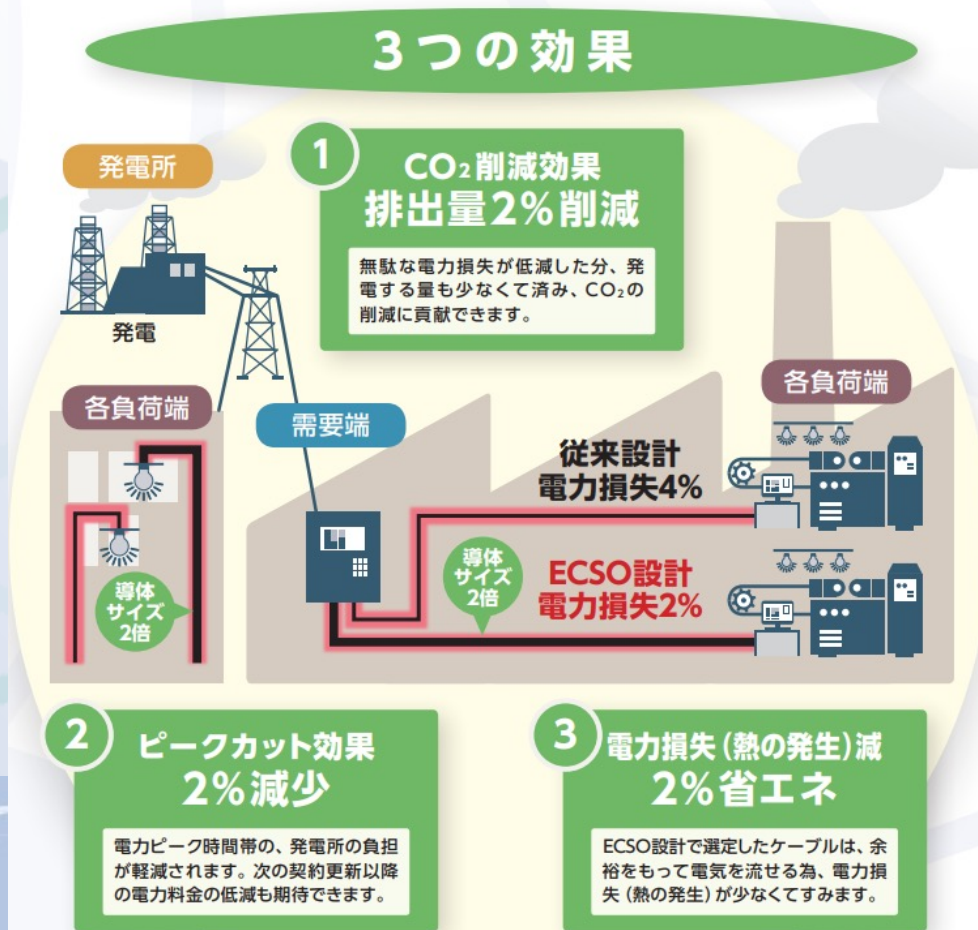 3つの効果
発電所
発電
1
CO₂削減効果
排出量2%削減
無駄な電力損失が低減した分、発
電する量も少なくて済み、CO₂の
削減に貢献できます。
各負荷端
導体
サイズ
2倍
需要端
各負荷端
従来設計
電力損失4%
導体
サイズ
2倍
ECSO設計
電力損失2%
2
ピークカット効果
2%減少
電力ピーク時間帯の、発電所の負担
が軽減されます。次の契約更新以降
の電力料金の低減も期待できます。
3
電力損失(熱の発生)減
2%省エネ
ECSO設計で選定したケーブルは、余
裕をもって電気を流せる為、電力損
失(熱の発生)が少なくてすみます。